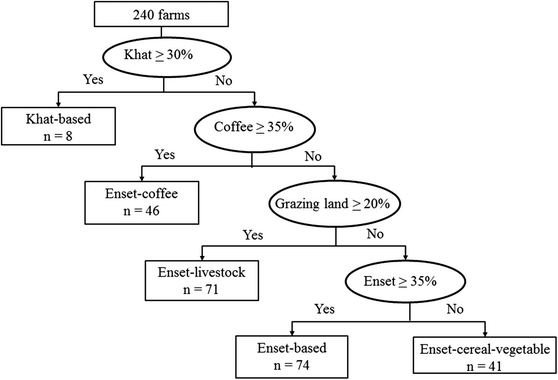 240 farms
Khat ≥ 30%
Yes
No
Khat-based
n = 8
Coffee ≥ 35%
Yes
No
Enset-coffee
n = 46
Grazing land ≥ 20%
Yes
No
Enset-livestock
n = 71
Enset ≥ 35%
Yes
No
Enset-based
n = 74
Enset-cereal-vegetable
n = 41